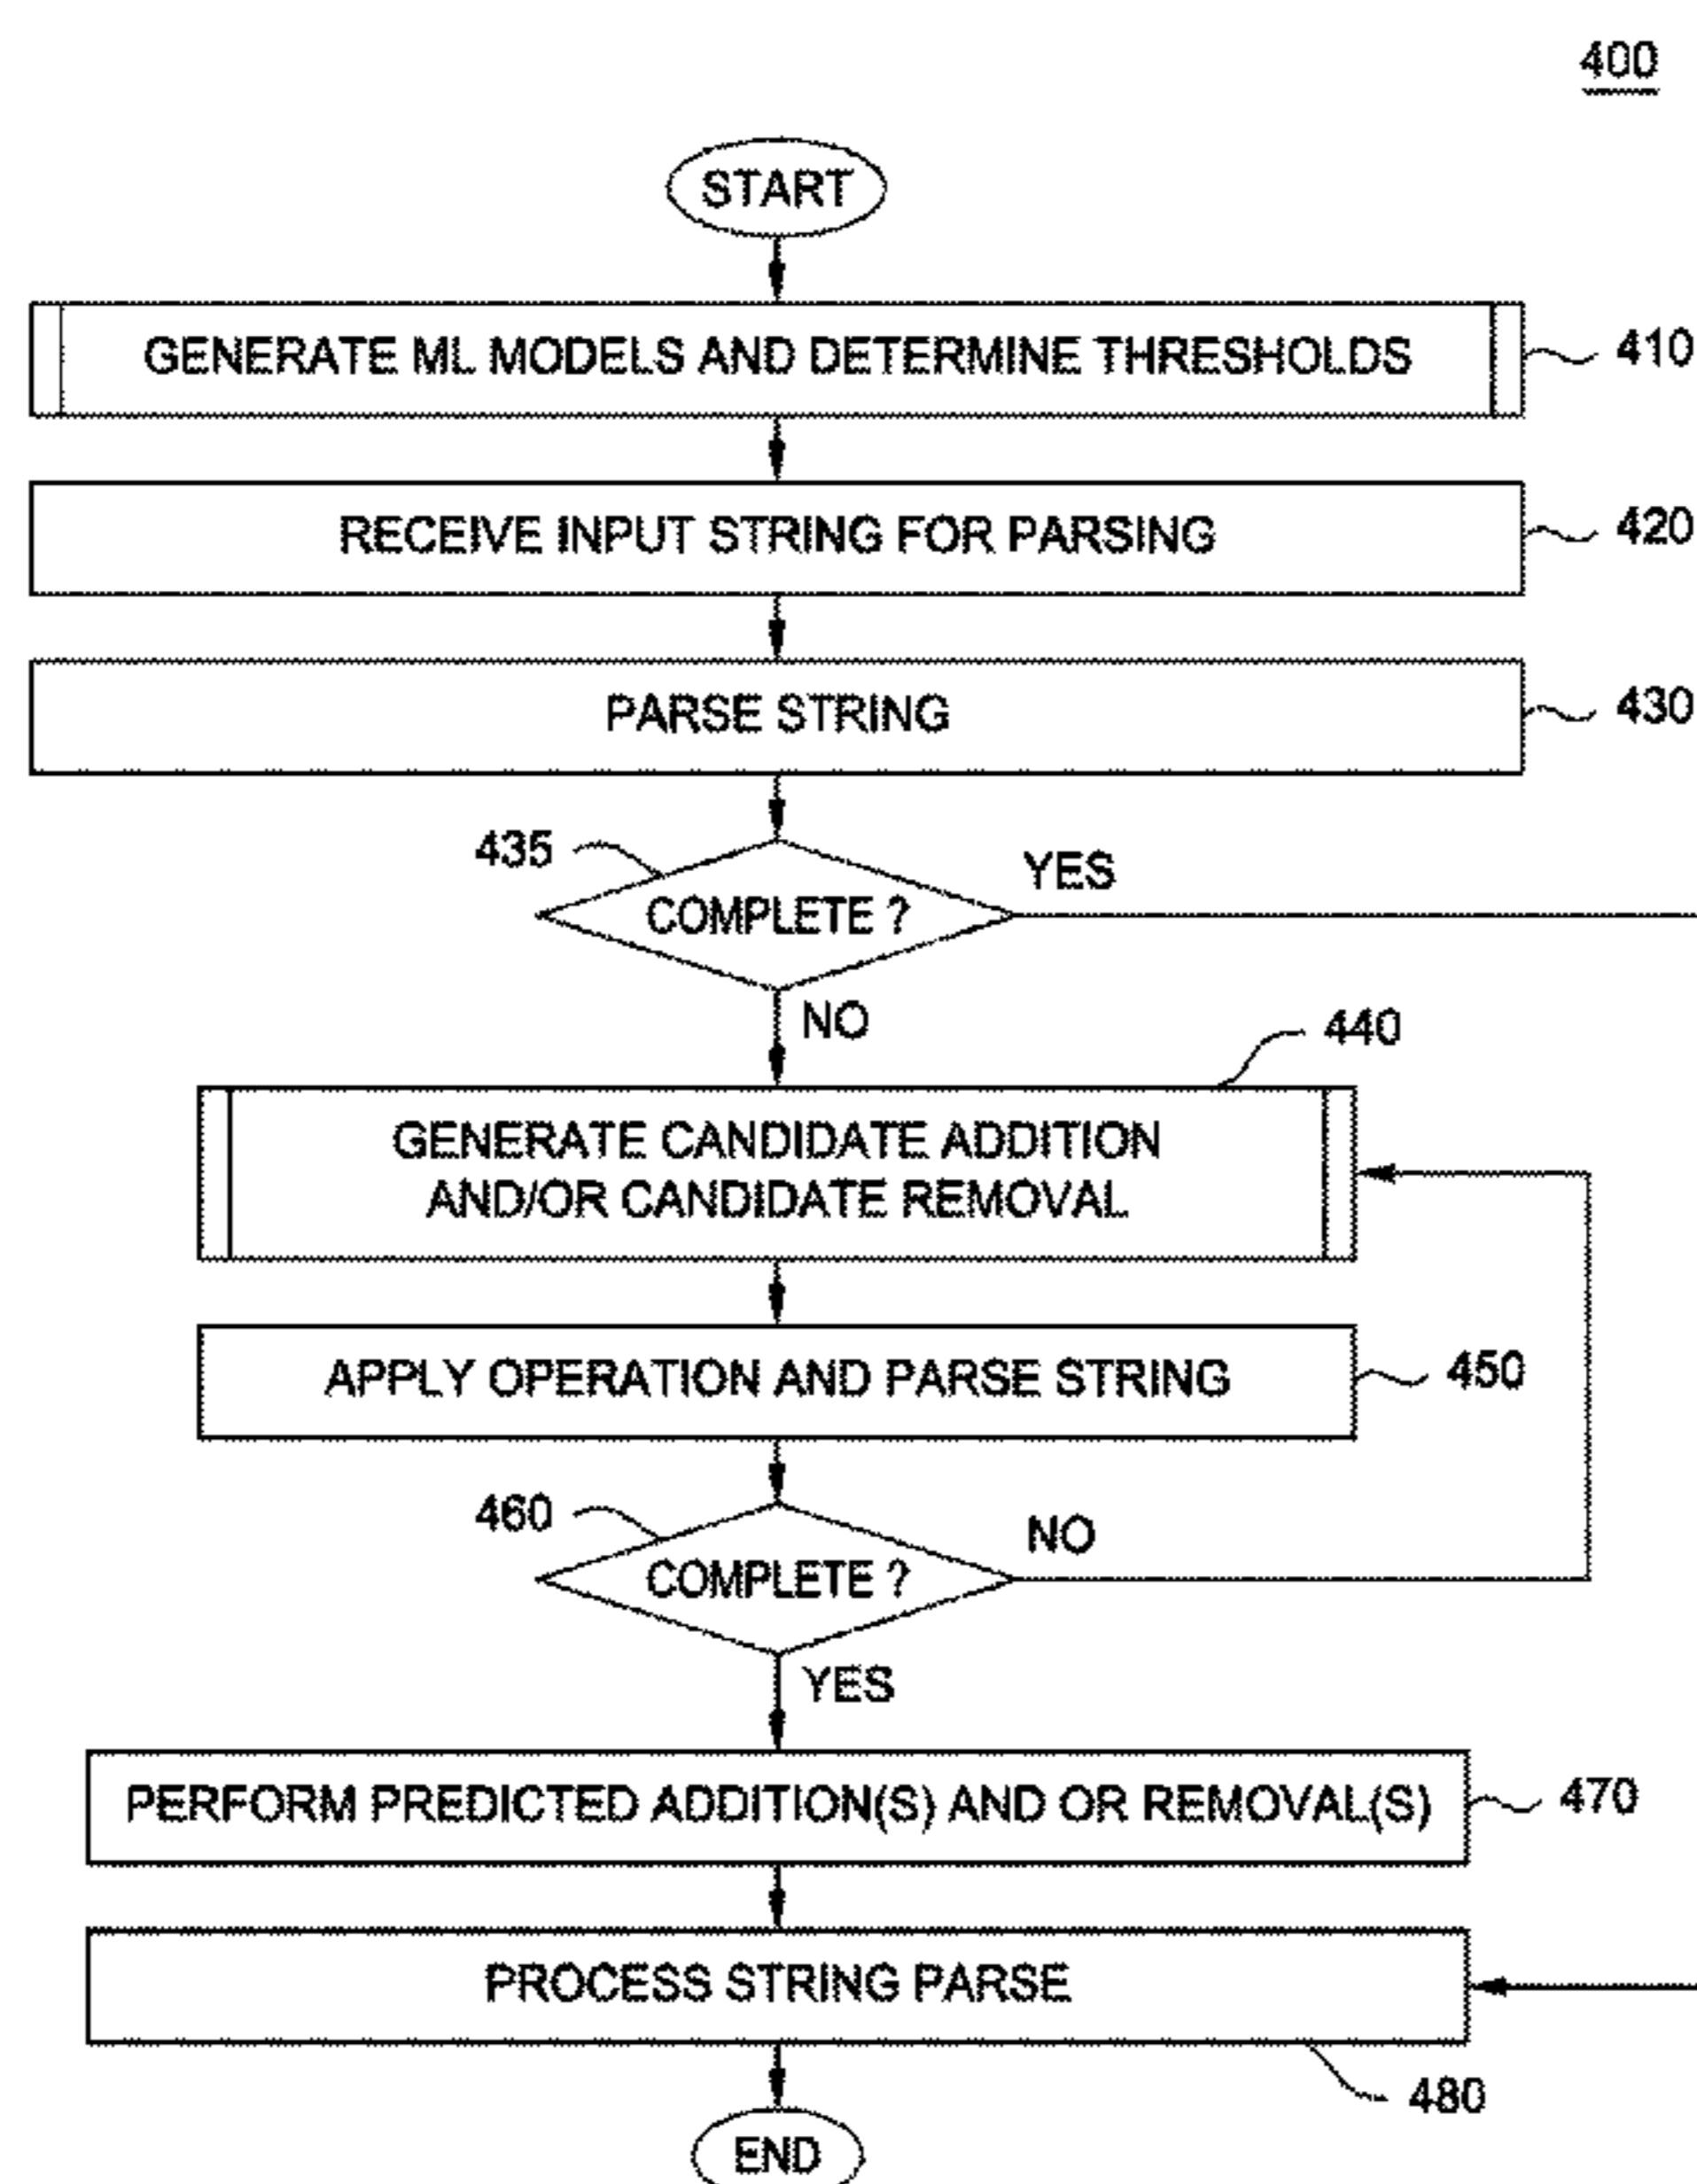 400
START
GENERATE ML MODELS AND DETERMINE THRESHOLDS
410
RECEIVE INPUT STRING FOR PARSING
420
PARSE STRING
430
435
COMPLETE ?
YES
NO
440
GENERATE CANDIDATE ADDITION
AND/OR CANDIDATE REMOVAL
APPLY OPERATION AND PARSE STRING
450
460
COMPLETE ?
NO
YES
PERFORM PREDICTED ADDITION(S) AND OR REMOVAL(S)
470
PROCESS STRING PARSE
480
END